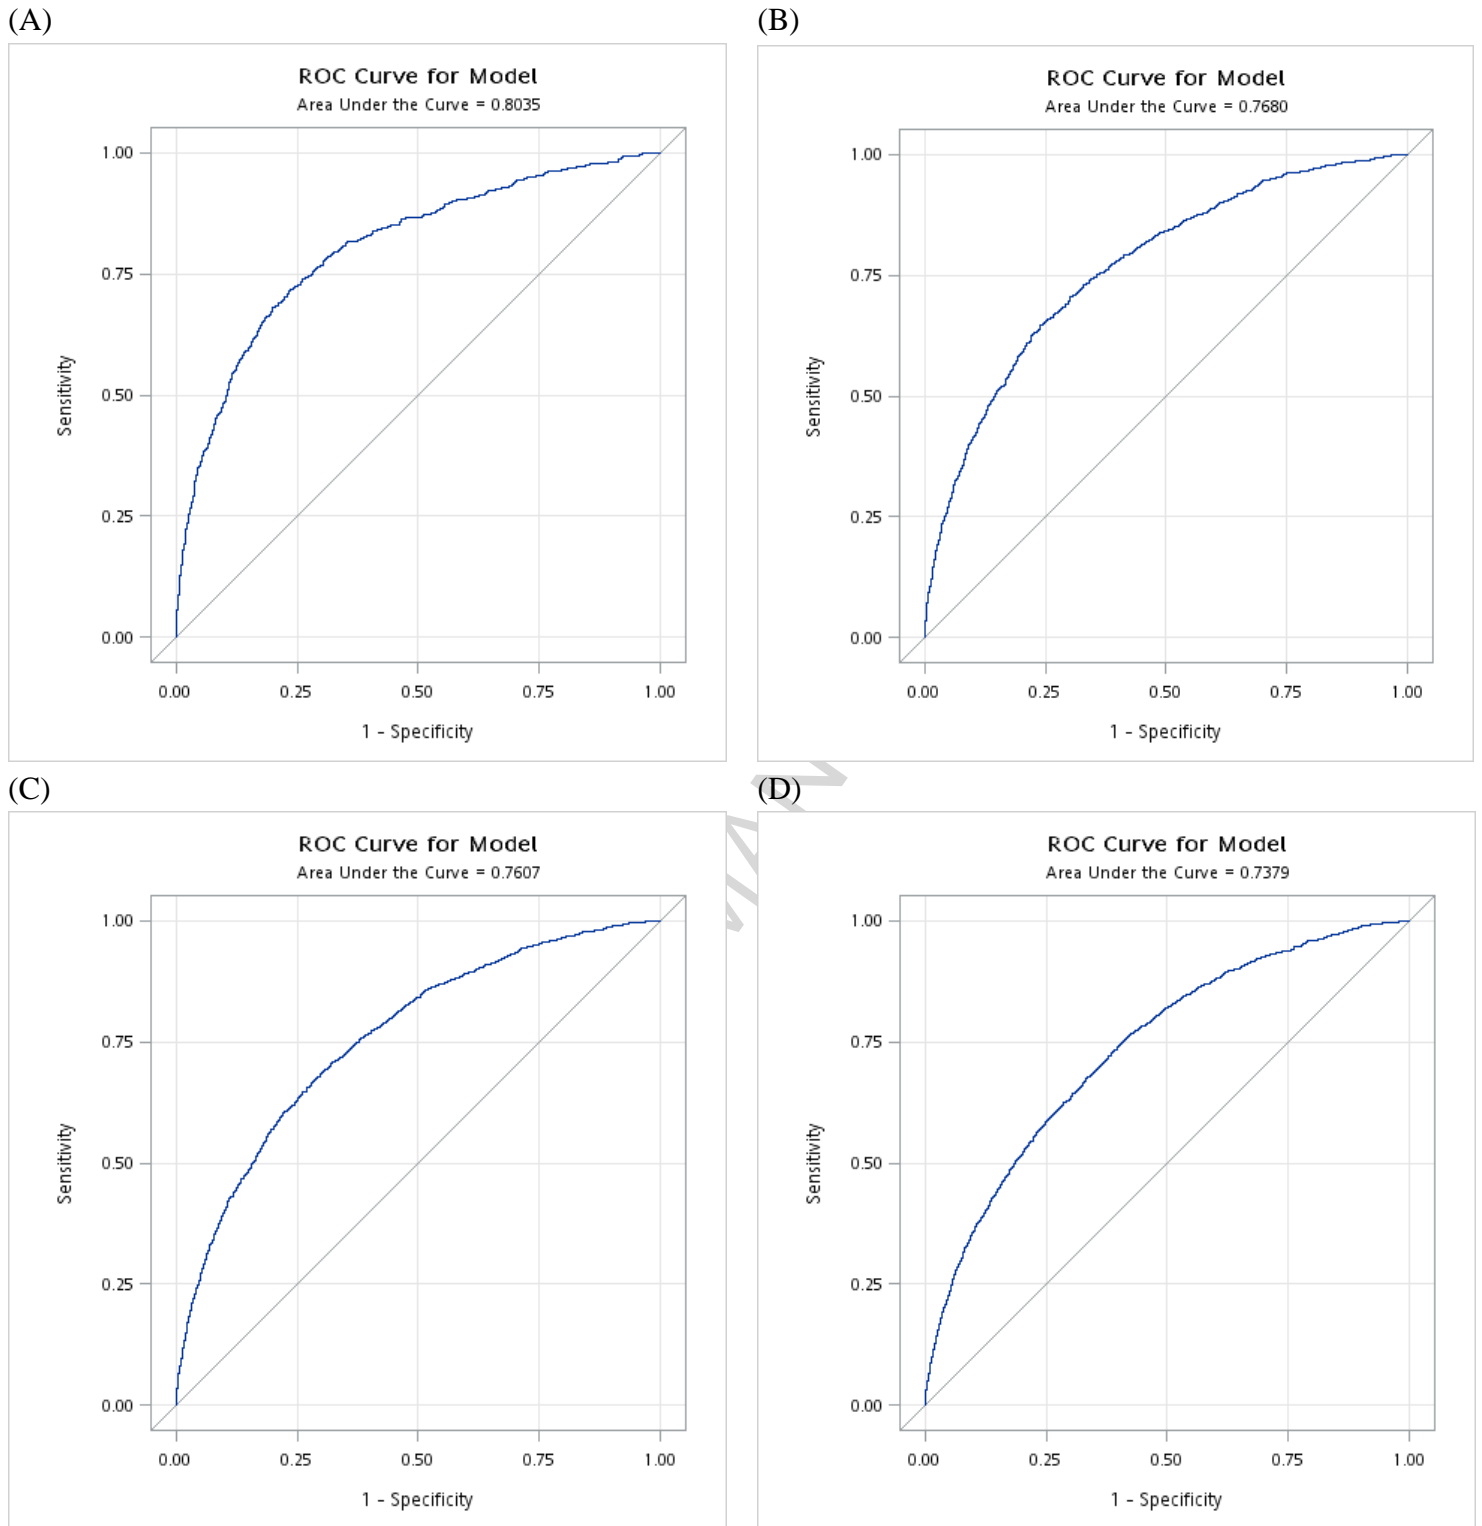 (A)
ROC Curve for Model
Area Under the Curve = 0.8035
1.00
0.75
0.50
0.25
0.00
Sensitivity
0.00 0.25 0.50 0.75 1.00
1 - Specificity
(B)
ROC Curve for Model
Area Under the Curve = 0.7680
1.00
0.75
0.50
0.25
0.00
Sensitivity
0.00 0.25 0.50 0.75 1.00
1 - Specificity
(C)
ROC Curve for Model
Area Under the Curve = 0.7607
1.00
0.75
0.50
0.25
0.00
Sensitivity
0.00 0.25 0.50 0.75 1.00
1 - Specificity
(D)
ROC Curve for Model
Area Under the Curve = 0.7379
1.00
0.75
0.50
0.25
0.00
Sensitivity
0.00 0.25 0.50 0.75 1.00
1 - Specificity